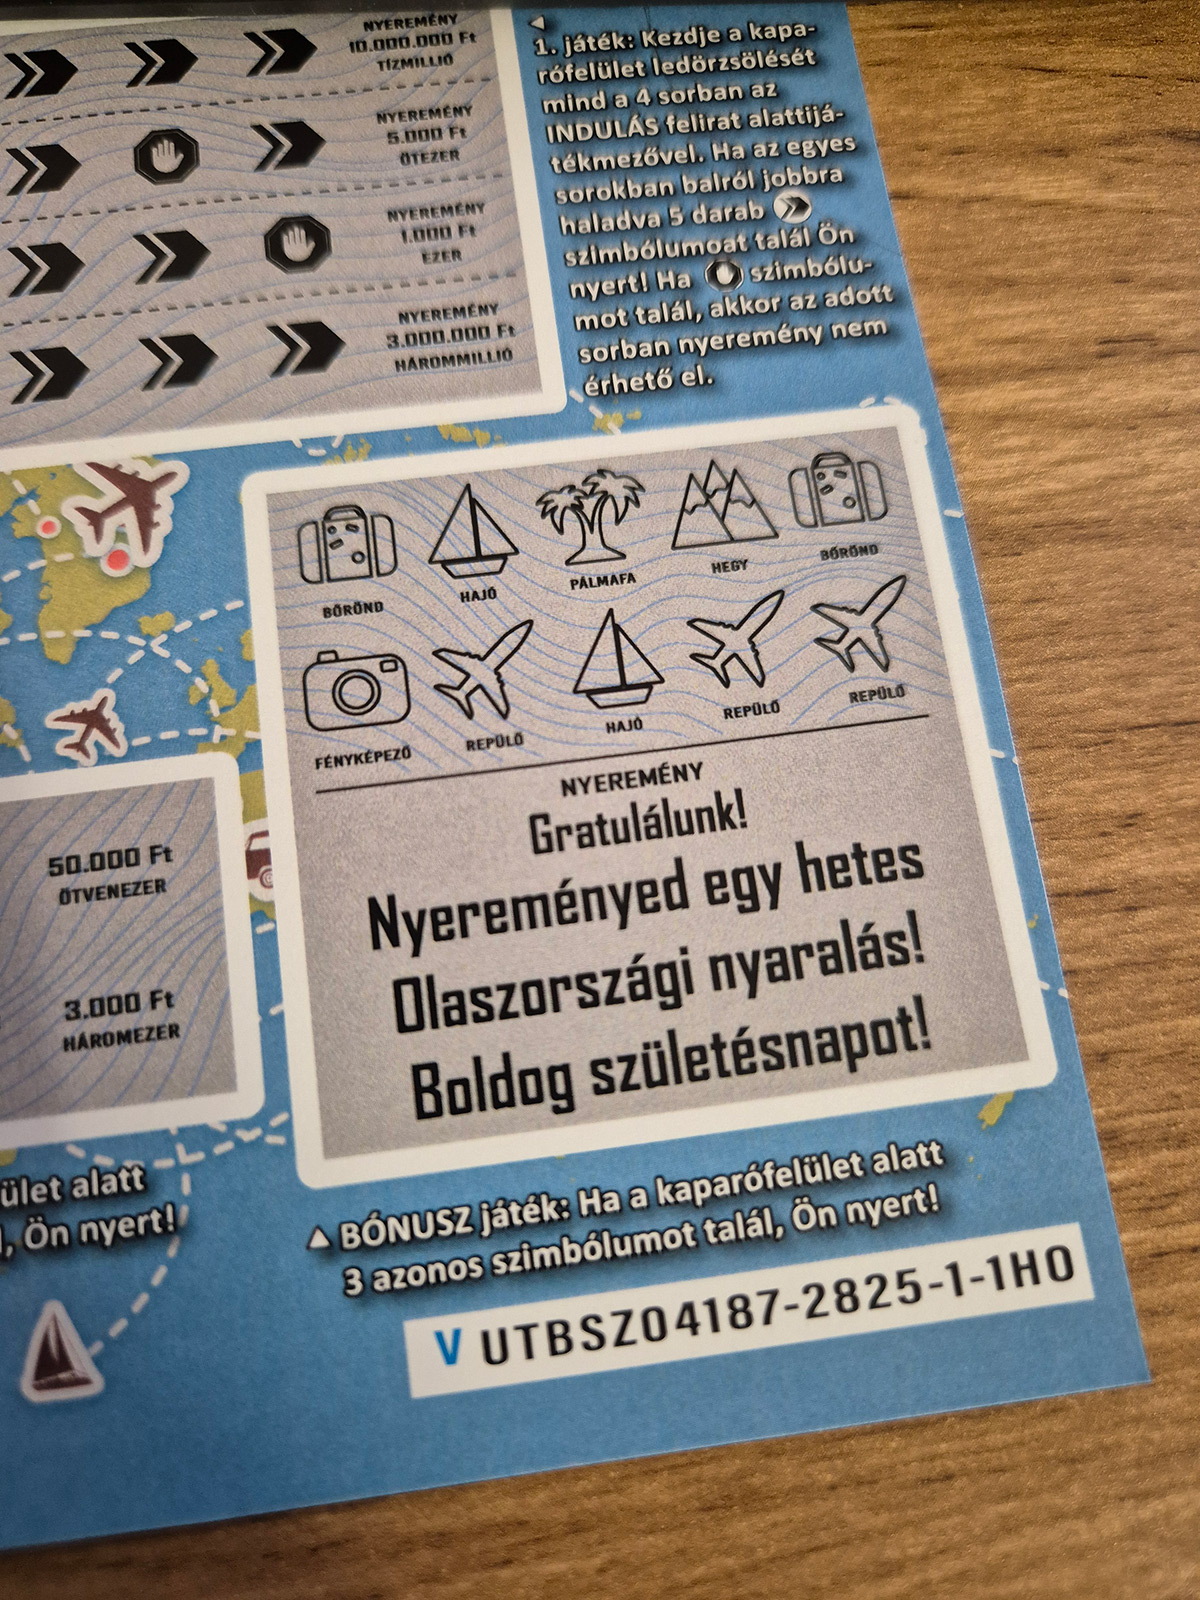 NYEREMÉNY
10.000.000 Ft
TÍZMILLIÓ
NYEREMÉNY
5.000 Ft
ÖTEZER
NYEREMÉNY
1.000 Ft
EZER
NYEREMÉNY
3.000.000 Ft
HÁROMMILLIÓ
1. játék: Kezdje a kapa-
rófelület ledörzsölését
mind a 4 sorban az
INDULÁS felirat alattijá-
tékmezővel. Ha az egyes
sorokban balról jobbra
haladva 5 darab
szimbólumoat talál Ön
nyert! Ha szimbólu-
mot talál, akkor az adott
sorban nyeremény nem
érhető el.
BŐRÖND HAJÓ PÁLMAFA HEGY BŐRÖND
FÉNYKÉPEZŐ REPÜLŐ HAJÓ REPÜLŐ REPÜLŐ
NYEREMÉNY
Gratulálunk!
Nyereményed egy hetes
Olaszországi nyaralás!
Boldog születésnapot!
50.000 Ft
ÖTVENEZER
3.000 Ft
HÁROMEZER
ület alatt
, Ön nyert!
BÓNUSZ játék: Ha a kaparófelület alatt
3 azonos szimbólumot talál, Ön nyert!
V UTBSZ04187-2825-1-1H0